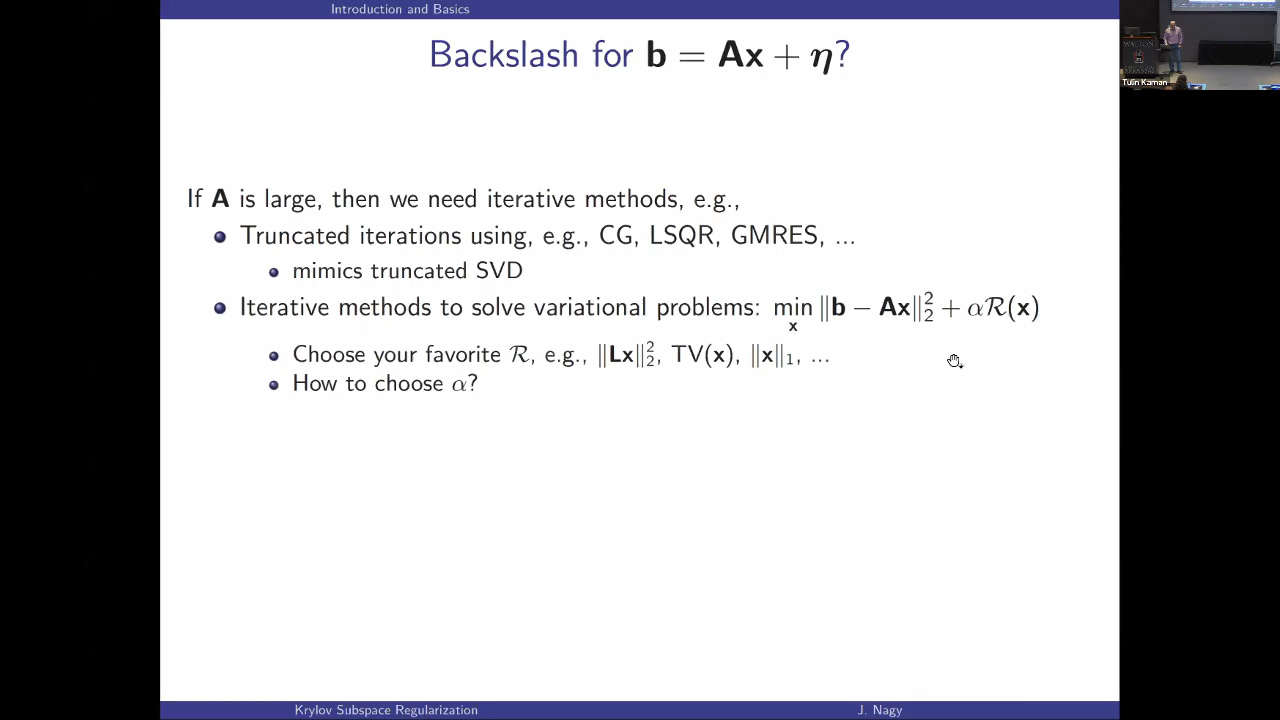 Introduction and Basics
Backslash for b = Ax + η?
If A is large, then we need iterative methods, e.g.,
Truncated iterations using, e.g., CG, LSQR, GMRES, ...
mimics truncated SVD
Iterative methods to solve variational problems: min_x ‖b − Ax‖₂² + αℛ(x)
Choose your favorite ℛ, e.g., ‖Lx‖₂², TV(x), ‖x‖₁, ...
How to choose α?
Krylov Subspace Regularization
J. Nagy
WALTON
Tulin Kaman